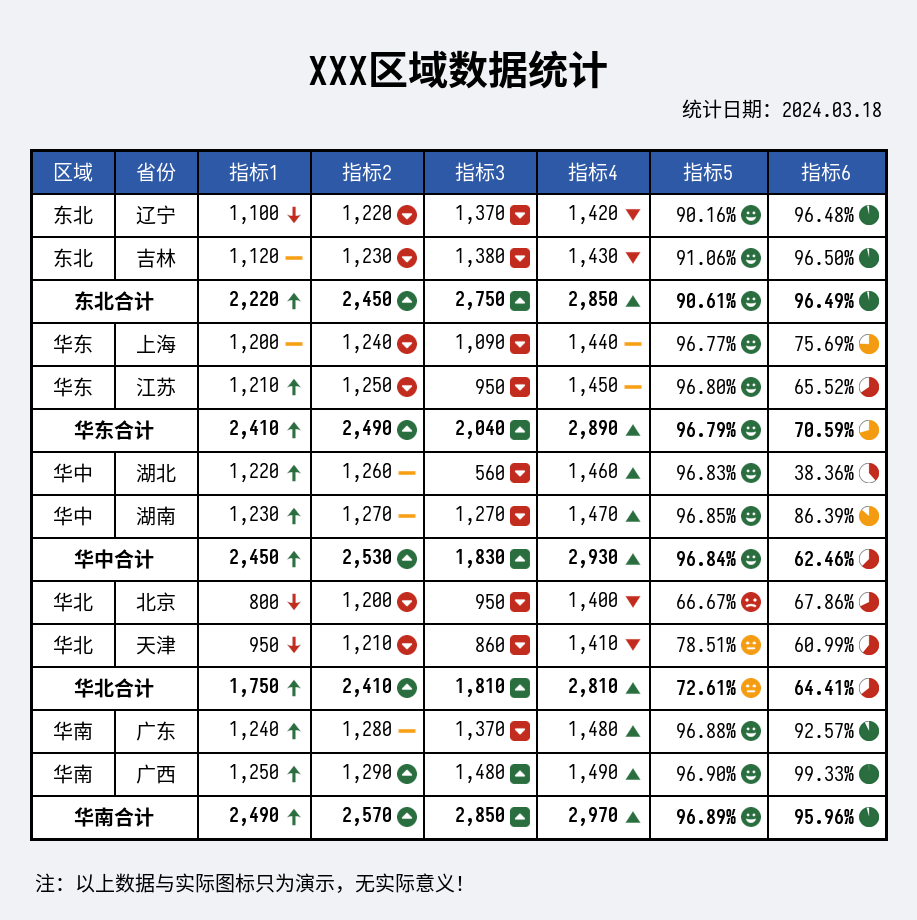 XXX区域数据统计
统计日期：2024.03.18
区域 省份 指标1 指标2 指标3 指标4 指标5 指标6
东北 辽宁 1,100 1,220 1,370 1,420 90.16% 96.48%
东北 吉林 1,120 1,230 1,380 1,430 91.06% 96.50%
东北合计 2,220 2,450 2,750 2,850 90.61% 96.49%
华东 上海 1,200 1,240 1,090 1,440 96.77% 75.69%
华东 江苏 1,210 1,250 950 1,450 96.80% 65.52%
华东合计 2,410 2,490 2,040 2,890 96.79% 70.59%
华中 湖北 1,220 1,260 560 1,460 96.83% 38.36%
华中 湖南 1,230 1,270 1,270 1,470 96.85% 86.39%
华中合计 2,450 2,530 1,830 2,930 96.84% 62.46%
华北 北京 800 1,200 950 1,400 66.67% 67.86%
华北 天津 950 1,210 860 1,410 78.51% 60.99%
华北合计 1,750 2,410 1,810 2,810 72.61% 64.41%
华南 广东 1,240 1,280 1,370 1,480 96.88% 92.57%
华南 广西 1,250 1,290 1,480 1,490 96.90% 99.33%
华南合计 2,490 2,570 2,850 2,970 96.89% 95.96%
注：以上数据与实际图标只为演示，无实际意义！